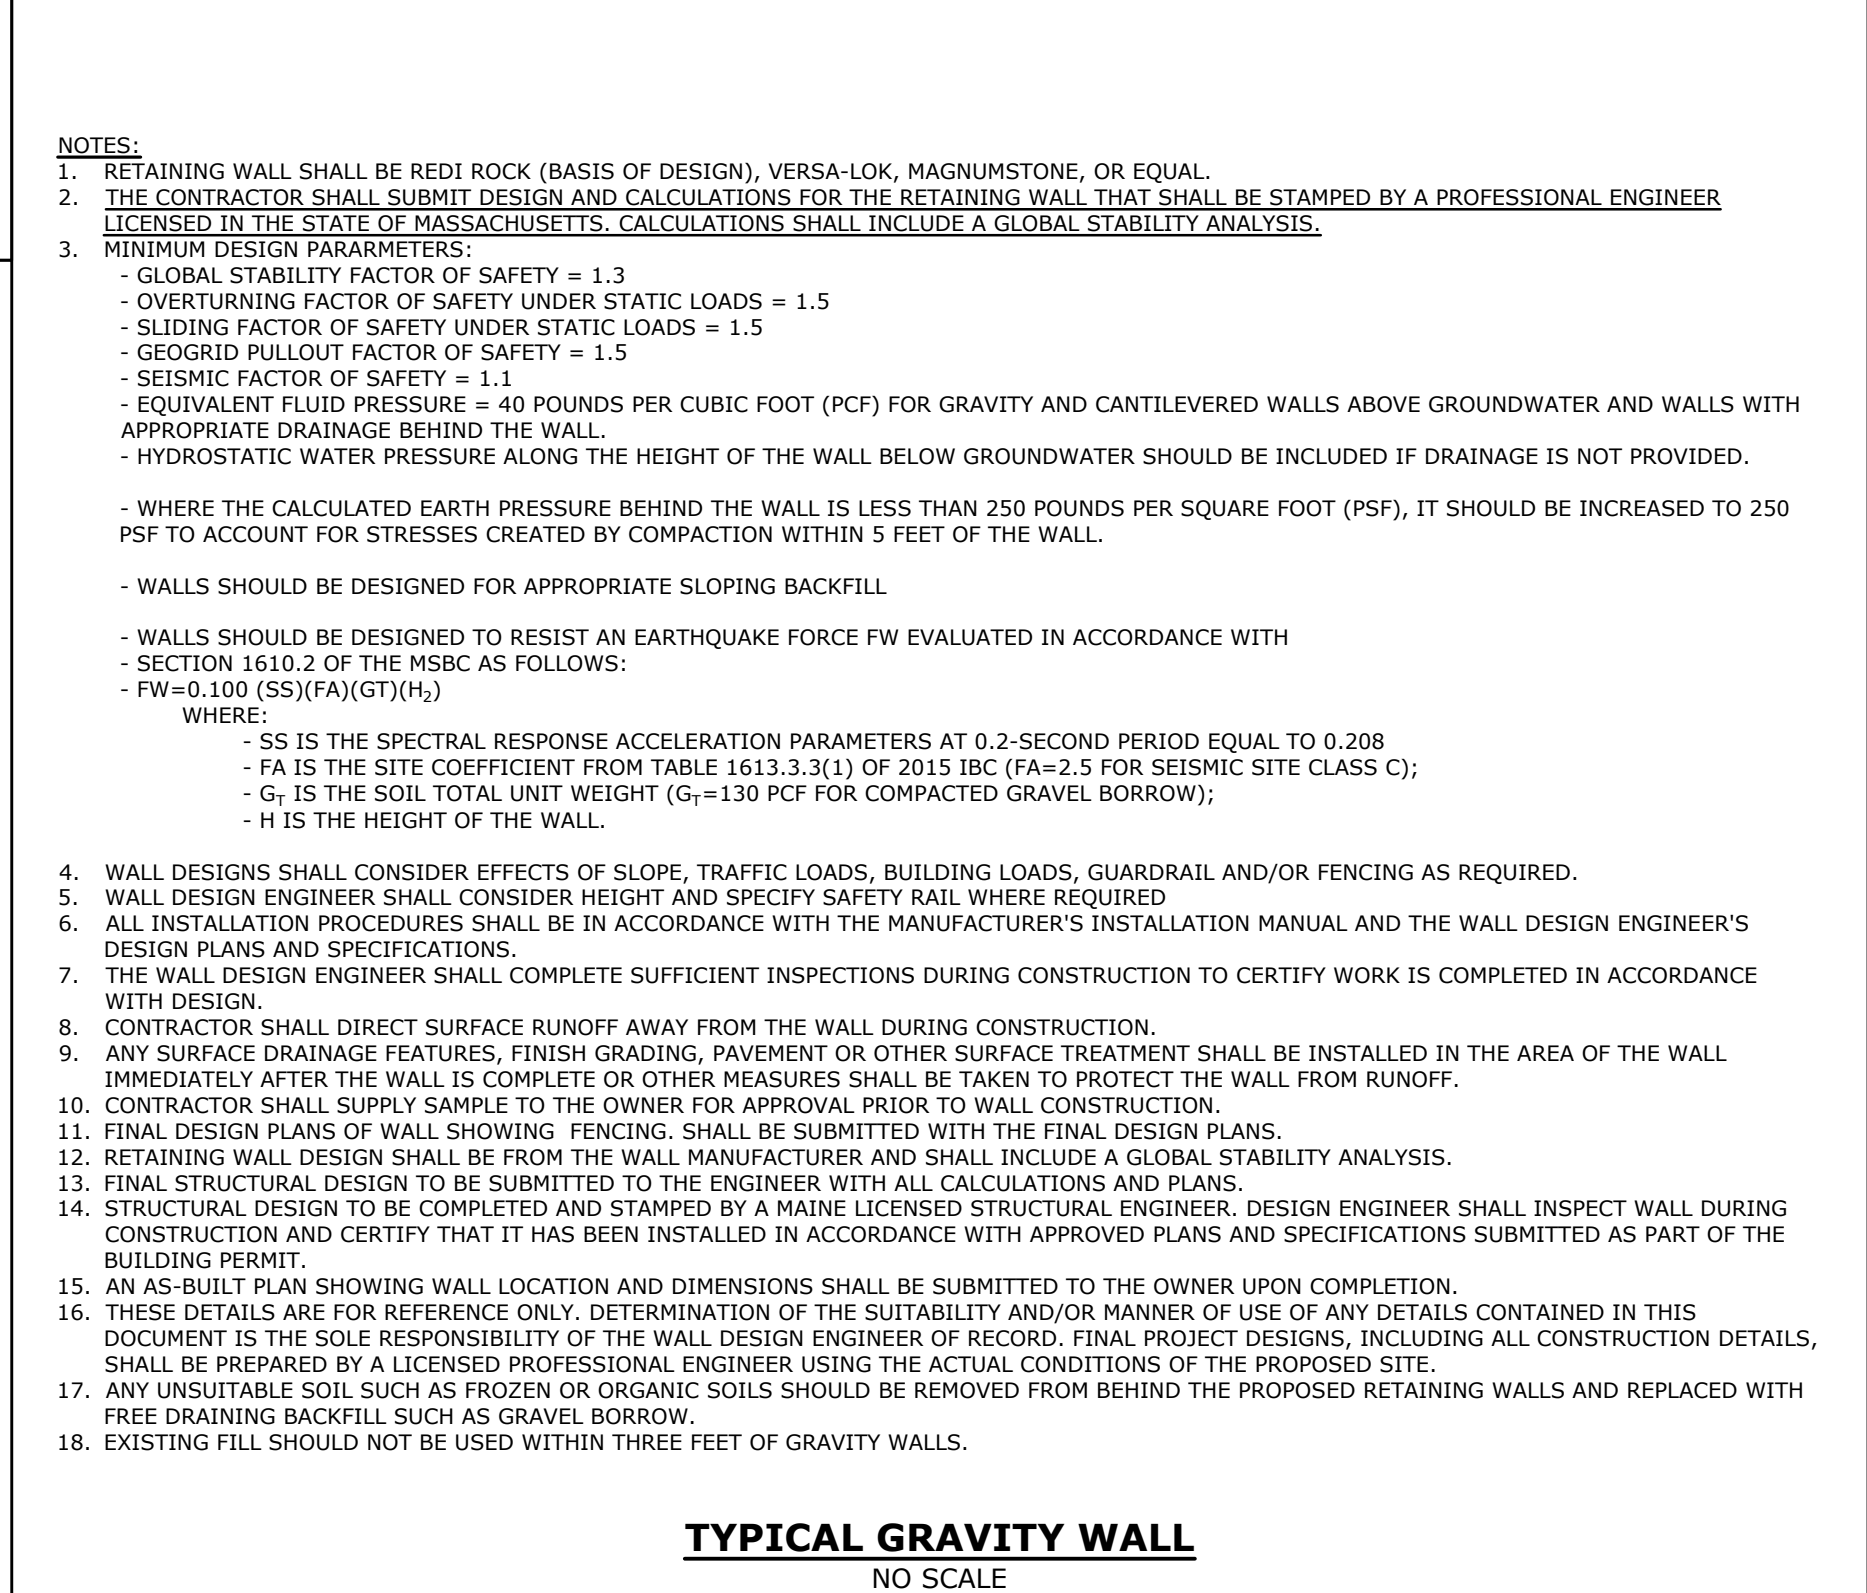 NOTES:
1. RETAINING WALL SHALL BE REDI ROCK (BASIS OF DESIGN), VERSA-LOK, MAGNUMSTONE, OR EQUAL.
2. THE CONTRACTOR SHALL SUBMIT DESIGN AND CALCULATIONS FOR THE RETAINING WALL THAT SHALL BE STAMPED BY A PROFESSIONAL ENGINEER
LICENSED IN THE STATE OF MASSACHUSETTS. CALCULATIONS SHALL INCLUDE A GLOBAL STABILITY ANALYSIS.
3. MINIMUM DESIGN PARARMETERS:
- GLOBAL STABILITY FACTOR OF SAFETY = 1.3
- OVERTURNING FACTOR OF SAFETY UNDER STATIC LOADS = 1.5
- SLIDING FACTOR OF SAFETY UNDER STATIC LOADS = 1.5
- GEOGRID PULLOUT FACTOR OF SAFETY = 1.5
- SEISMIC FACTOR OF SAFETY = 1.1
- EQUIVALENT FLUID PRESSURE = 40 POUNDS PER CUBIC FOOT (PCF) FOR GRAVITY AND CANTILEVERED WALLS ABOVE GROUNDWATER AND WALLS WITH
APPROPRIATE DRAINAGE BEHIND THE WALL.
- HYDROSTATIC WATER PRESSURE ALONG THE HEIGHT OF THE WALL BELOW GROUNDWATER SHOULD BE INCLUDED IF DRAINAGE IS NOT PROVIDED.
- WHERE THE CALCULATED EARTH PRESSURE BEHIND THE WALL IS LESS THAN 250 POUNDS PER SQUARE FOOT (PSF), IT SHOULD BE INCREASED TO 250
PSF TO ACCOUNT FOR STRESSES CREATED BY COMPACTION WITHIN 5 FEET OF THE WALL.
- WALLS SHOULD BE DESIGNED FOR APPROPRIATE SLOPING BACKFILL
- WALLS SHOULD BE DESIGNED TO RESIST AN EARTHQUAKE FORCE FW EVALUATED IN ACCORDANCE WITH
- SECTION 1610.2 OF THE MSBC AS FOLLOWS:
- FW=0.100 (SS)(FA)(GT)(H₂)
WHERE:
- SS IS THE SPECTRAL RESPONSE ACCELERATION PARAMETERS AT 0.2-SECOND PERIOD EQUAL TO 0.208
- FA IS THE SITE COEFFICIENT FROM TABLE 1613.3.3(1) OF 2015 IBC (FA=2.5 FOR SEISMIC SITE CLASS C);
- G_T IS THE SOIL TOTAL UNIT WEIGHT (G_T=130 PCF FOR COMPACTED GRAVEL BORROW);
- H IS THE HEIGHT OF THE WALL.
4. WALL DESIGNS SHALL CONSIDER EFFECTS OF SLOPE, TRAFFIC LOADS, BUILDING LOADS, GUARDRAIL AND/OR FENCING AS REQUIRED.
5. WALL DESIGN ENGINEER SHALL CONSIDER HEIGHT AND SPECIFY SAFETY RAIL WHERE REQUIRED
6. ALL INSTALLATION PROCEDURES SHALL BE IN ACCORDANCE WITH THE MANUFACTURER'S INSTALLATION MANUAL AND THE WALL DESIGN ENGINEER'S
DESIGN PLANS AND SPECIFICATIONS.
7. THE WALL DESIGN ENGINEER SHALL COMPLETE SUFFICIENT INSPECTIONS DURING CONSTRUCTION TO CERTIFY WORK IS COMPLETED IN ACCORDANCE
WITH DESIGN.
8. CONTRACTOR SHALL DIRECT SURFACE RUNOFF AWAY FROM THE WALL DURING CONSTRUCTION.
9. ANY SURFACE DRAINAGE FEATURES, FINISH GRADING, PAVEMENT OR OTHER SURFACE TREATMENT SHALL BE INSTALLED IN THE AREA OF THE WALL
IMMEDIATELY AFTER THE WALL IS COMPLETE OR OTHER MEASURES SHALL BE TAKEN TO PROTECT THE WALL FROM RUNOFF.
10. CONTRACTOR SHALL SUPPLY SAMPLE TO THE OWNER FOR APPROVAL PRIOR TO WALL CONSTRUCTION.
11. FINAL DESIGN PLANS OF WALL SHOWING FENCING. SHALL BE SUBMITTED WITH THE FINAL DESIGN PLANS.
12. RETAINING WALL DESIGN SHALL BE FROM THE WALL MANUFACTURER AND SHALL INCLUDE A GLOBAL STABILITY ANALYSIS.
13. FINAL STRUCTURAL DESIGN TO BE SUBMITTED TO THE ENGINEER WITH ALL CALCULATIONS AND PLANS.
14. STRUCTURAL DESIGN TO BE COMPLETED AND STAMPED BY A MAINE LICENSED STRUCTURAL ENGINEER. DESIGN ENGINEER SHALL INSPECT WALL DURING
CONSTRUCTION AND CERTIFY THAT IT HAS BEEN INSTALLED IN ACCORDANCE WITH APPROVED PLANS AND SPECIFICATIONS SUBMITTED AS PART OF THE
BUILDING PERMIT.
15. AN AS-BUILT PLAN SHOWING WALL LOCATION AND DIMENSIONS SHALL BE SUBMITTED TO THE OWNER UPON COMPLETION.
16. THESE DETAILS ARE FOR REFERENCE ONLY. DETERMINATION OF THE SUITABILITY AND/OR MANNER OF USE OF ANY DETAILS CONTAINED IN THIS
DOCUMENT IS THE SOLE RESPONSIBILITY OF THE WALL DESIGN ENGINEER OF RECORD. FINAL PROJECT DESIGNS, INCLUDING ALL CONSTRUCTION DETAILS,
SHALL BE PREPARED BY A LICENSED PROFESSIONAL ENGINEER USING THE ACTUAL CONDITIONS OF THE PROPOSED SITE.
17. ANY UNSUITABLE SOIL SUCH AS FROZEN OR ORGANIC SOILS SHOULD BE REMOVED FROM BEHIND THE PROPOSED RETAINING WALLS AND REPLACED WITH
FREE DRAINING BACKFILL SUCH AS GRAVEL BORROW.
18. EXISTING FILL SHOULD NOT BE USED WITHIN THREE FEET OF GRAVITY WALLS.
TYPICAL GRAVITY WALL
NO SCALE